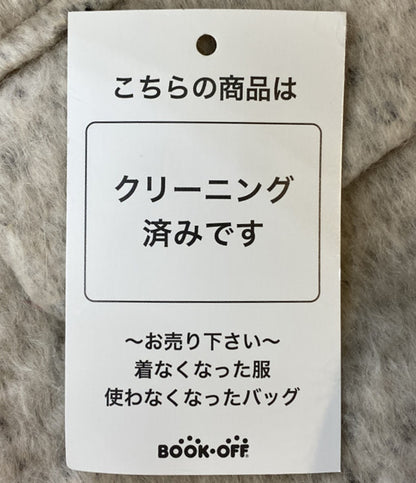 こちらの商品は
クリーニング
済みです
～お売り下さい～
着なくなった服
使わなくなったバッグ
BOOK・OFF